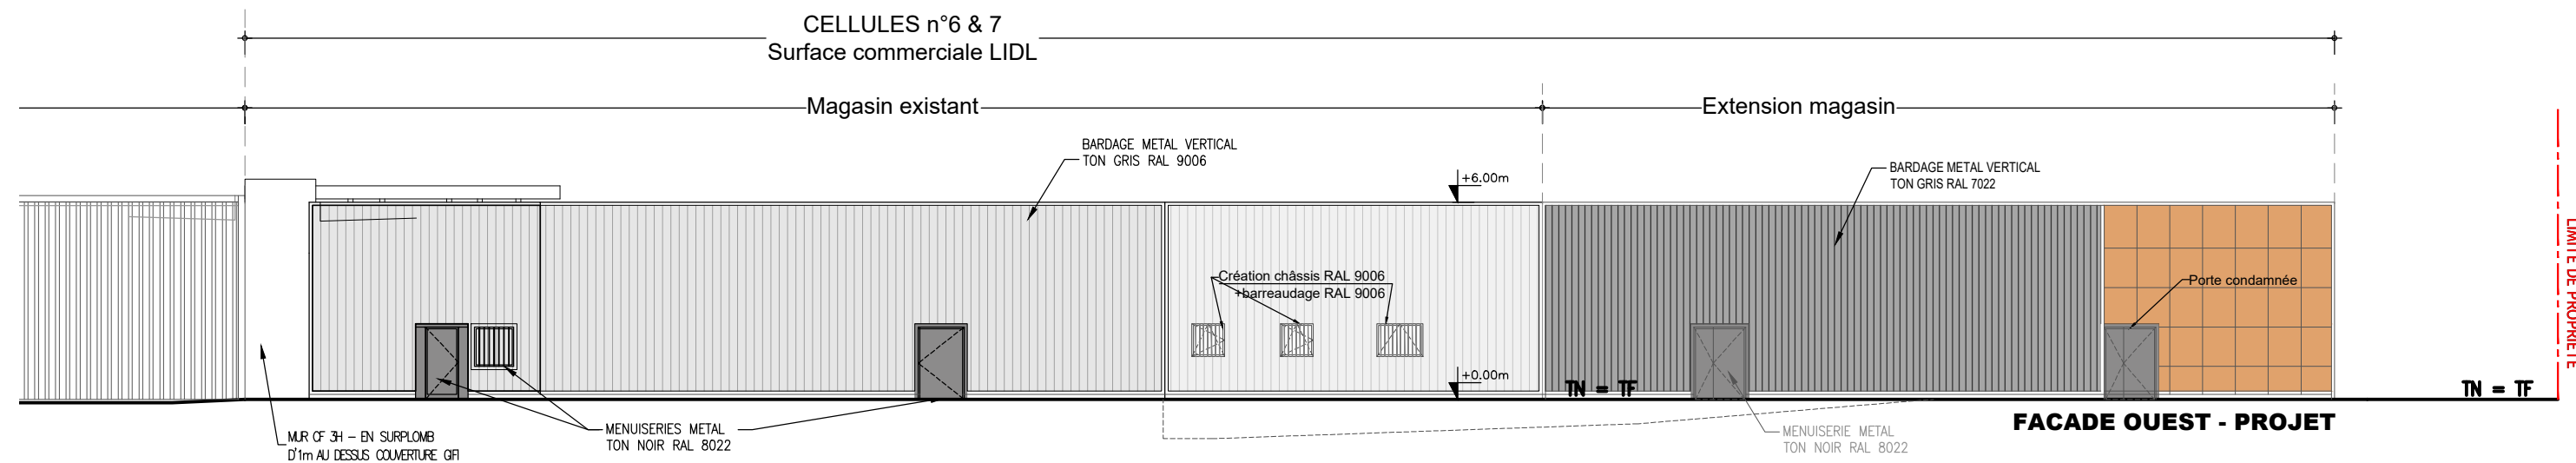 CELLULES n°6 & 7
Surface commerciale LIDL
Magasin existant
Extension magasin
BARDAGE METAL VERTICAL
TON GRIS RAL 9006
+6.00m
BARDAGE METAL VERTICAL
TON GRIS RAL 7022
LIMITE DE PROPRIETE
Création châssis RAL 9006
+barreaudage RAL 9006
Porte condamnée
+0.00m
TN = TF
TN = TF
FACADE OUEST - PROJET
MENUISERIES METAL
TON NOIR RAL 8022
MENUISERIE METAL
TON NOIR RAL 8022
MUR CF 3H – EN SURPLOMB
D'1m AU DESSUS COUVERTURE GIFI